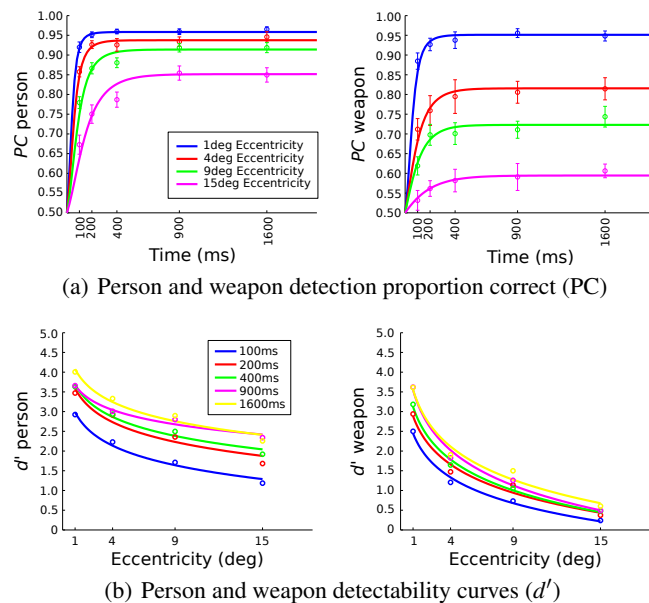 1.00
0.95
0.90
0.85
0.80
0.75
0.70
0.65
0.60
0.55
0.50
PC person
1deg Eccentricity
4deg Eccentricity
9deg Eccentricity
15deg Eccentricity
100
200
400
900
1600
Time (ms)
1.00
0.95
0.90
0.85
0.80
0.75
0.70
0.65
0.60
0.55
0.50
PC weapon
100
200
400
900
1600
Time (ms)
(a) Person and weapon detection proportion correct (PC)
5.0
4.5
4.0
3.5
3.0
2.5
2.0
1.5
1.0
0.5
0.0
d' person
100ms
200ms
400ms
900ms
1600ms
1 4 9 15
Eccentricity (deg)
5.0
4.5
4.0
3.5
3.0
2.5
2.0
1.5
1.0
0.5
0.0
d' weapon
1 4 9 15
Eccentricity (deg)
(b) Person and weapon detectability curves (d′)